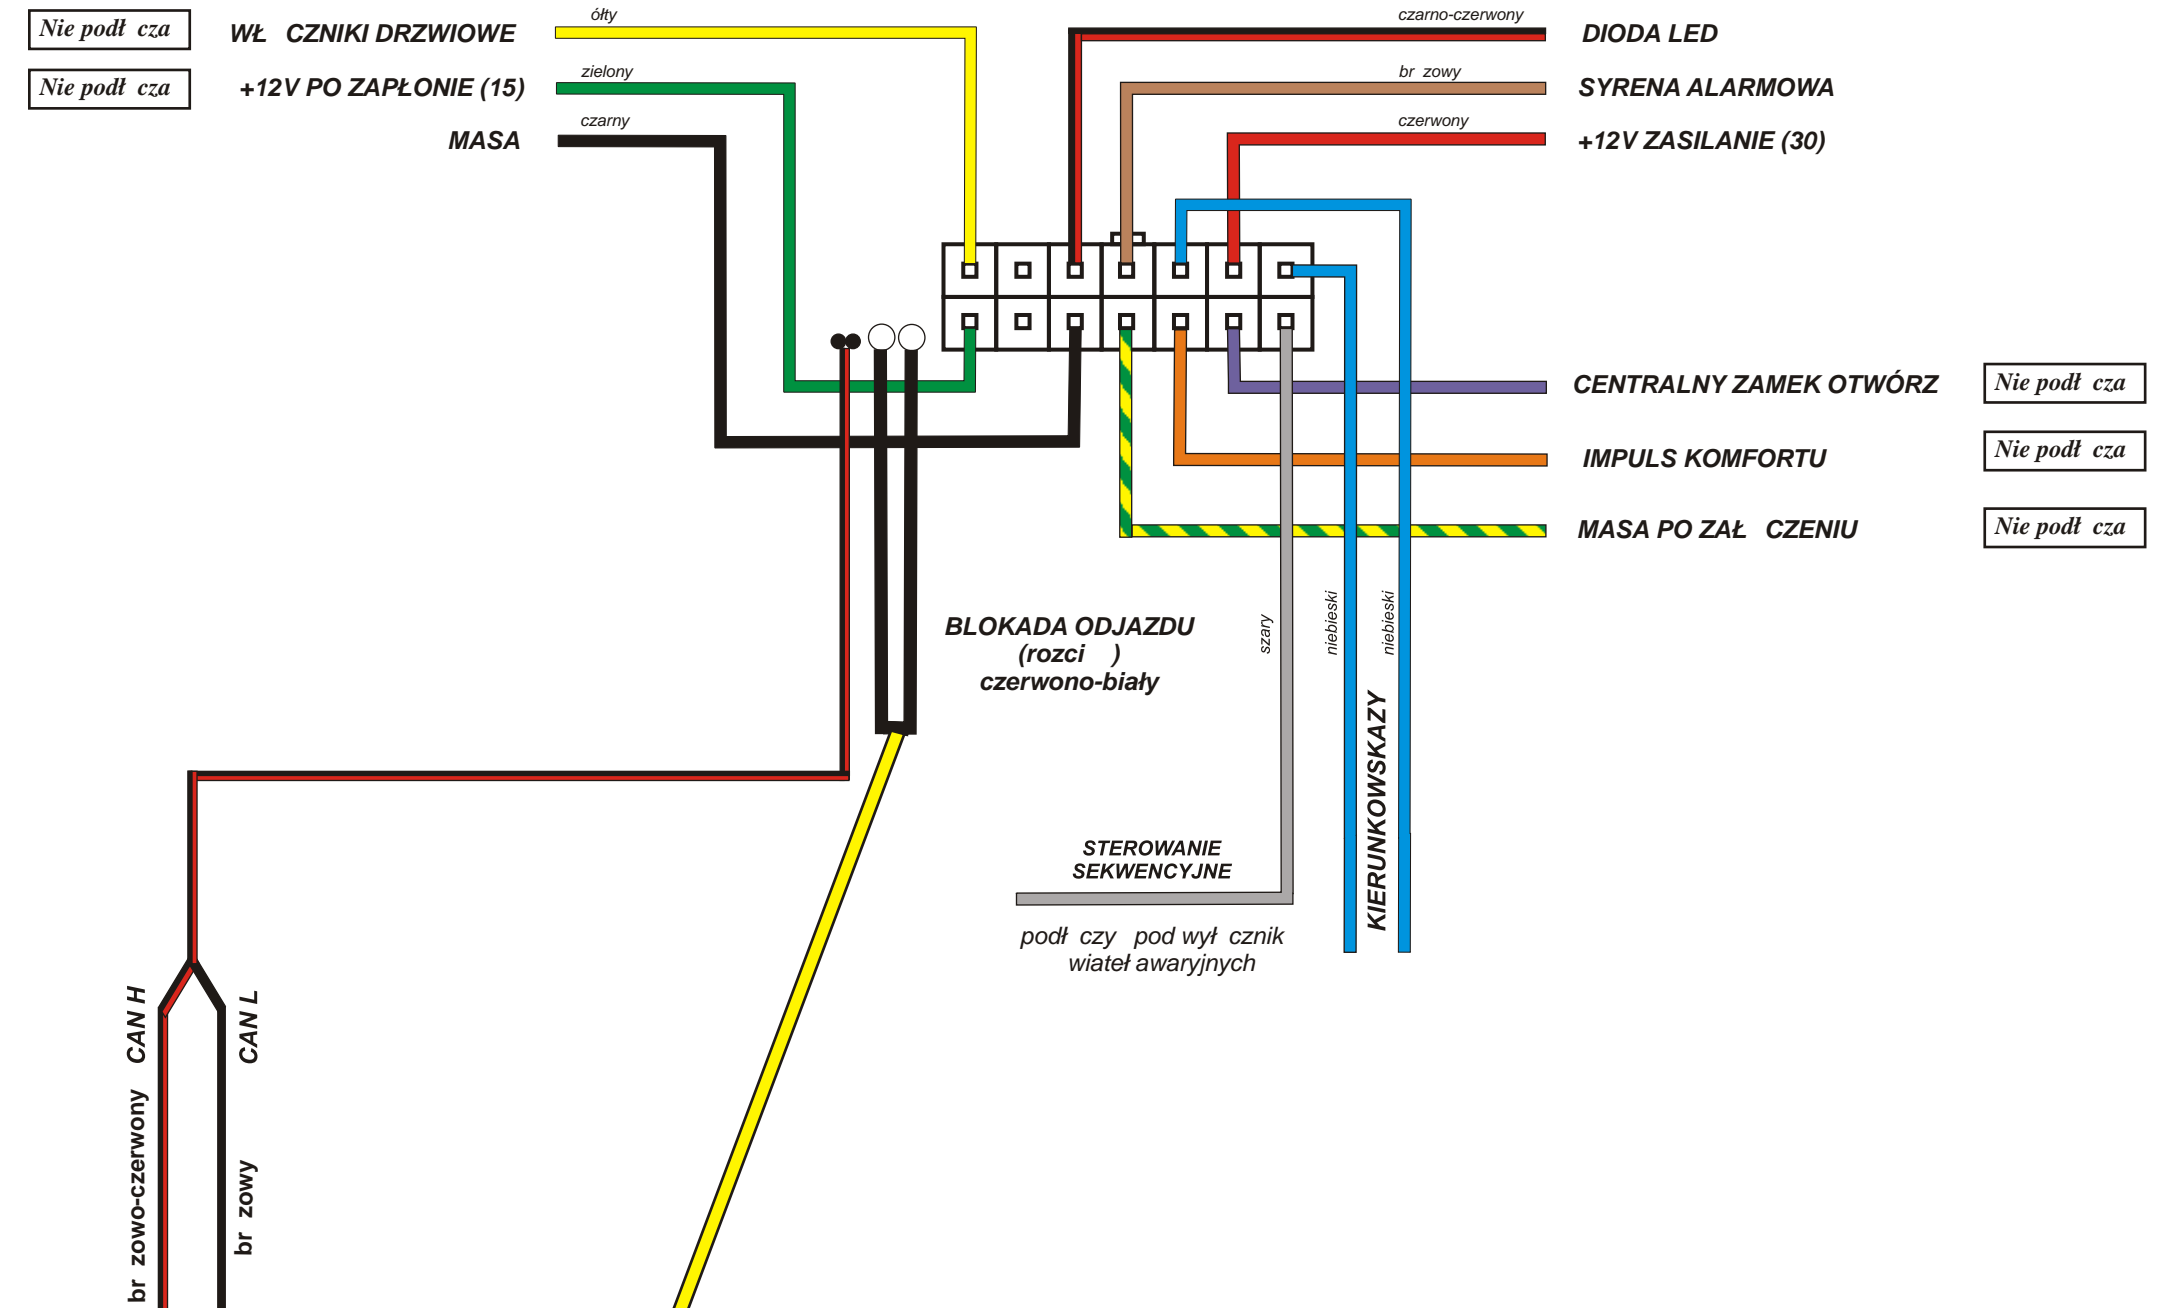 Nie podł cza
WŁ CZNIKI DRZWIOWE
ółty
czarno-czerwony
DIODA LED
Nie podł cza
+12V PO ZAPŁONIE (15)
zielony
br zowy
SYRENA ALARMOWA
MASA
czarny
czerwony
+12V ZASILANIE (30)
CENTRALNY ZAMEK OTWÓRZ
Nie podł cza
IMPULS KOMFORTU
Nie podł cza
MASA PO ZAŁ CZENIU
Nie podł cza
BLOKADA ODJAZDU
(rozci )
czerwono-biały
szary
niebieski
niebieski
KIERUNKOWSKAZY
STEROWANIE
SEKWENCYJNE
podł czy pod wył cznik
wiateł awaryjnych
CAN H
CAN L
br zowo-czerwony
br zowy